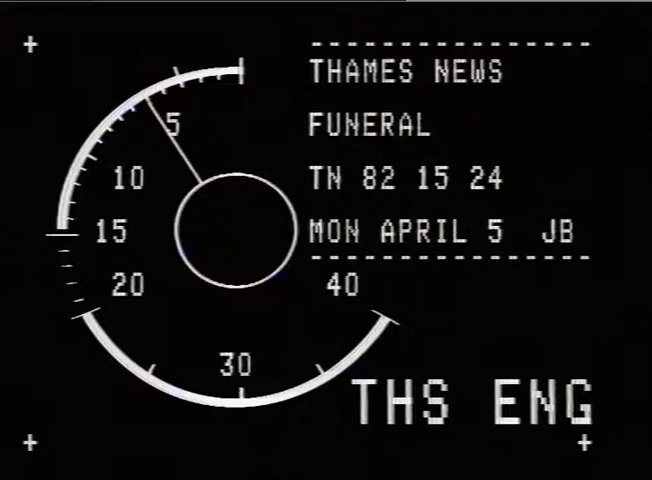 THAMES NEWS
FUNERAL
TN 82 15 24
MON APRIL 5 JB
5
10
15
20
30
40
THS ENG